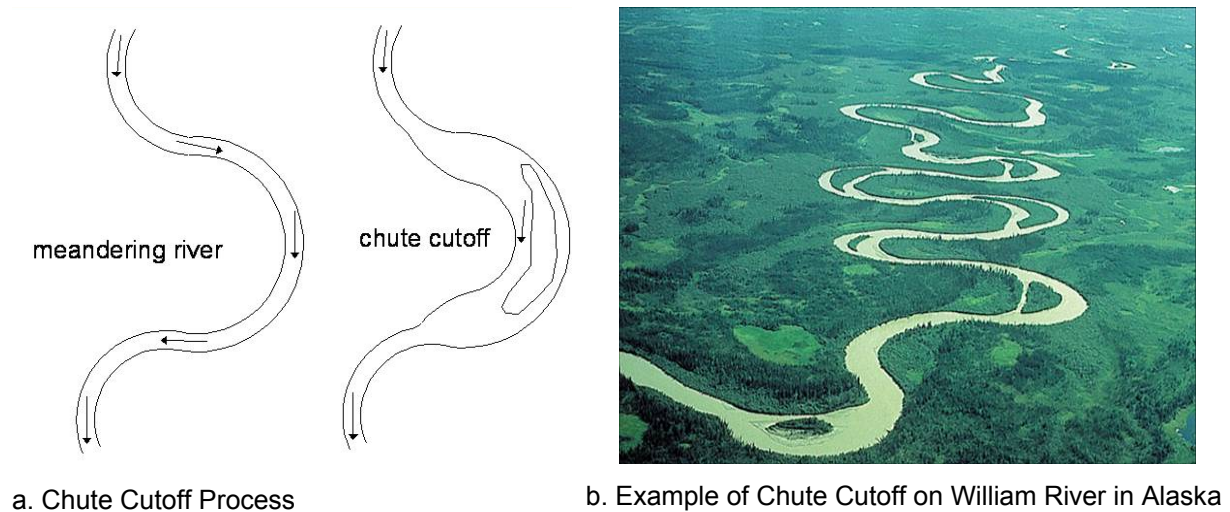 meandering river
chute cutoff
a. Chute Cutoff Process
b. Example of Chute Cutoff on William River in Alaska